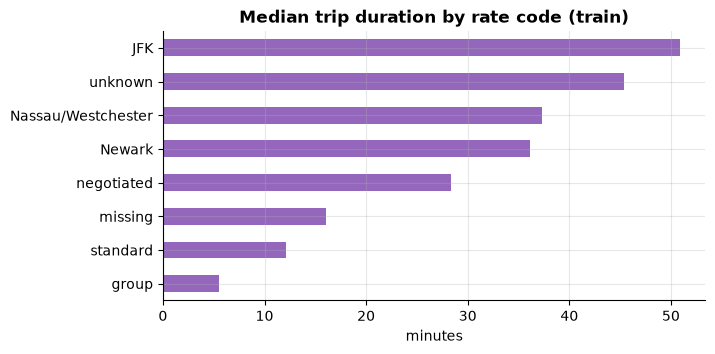 Median trip duration by rate code (train)
JFK
unknown
Nassau/Westchester
Newark
negotiated
missing
standard
group
0 10 20 30 40 50
minutes